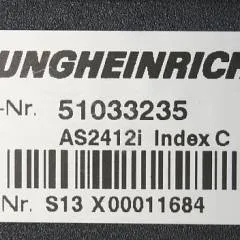 UNGHEINRICH
-Nr. 51033235
AS2412i Index C
Nr. S13 X00011684